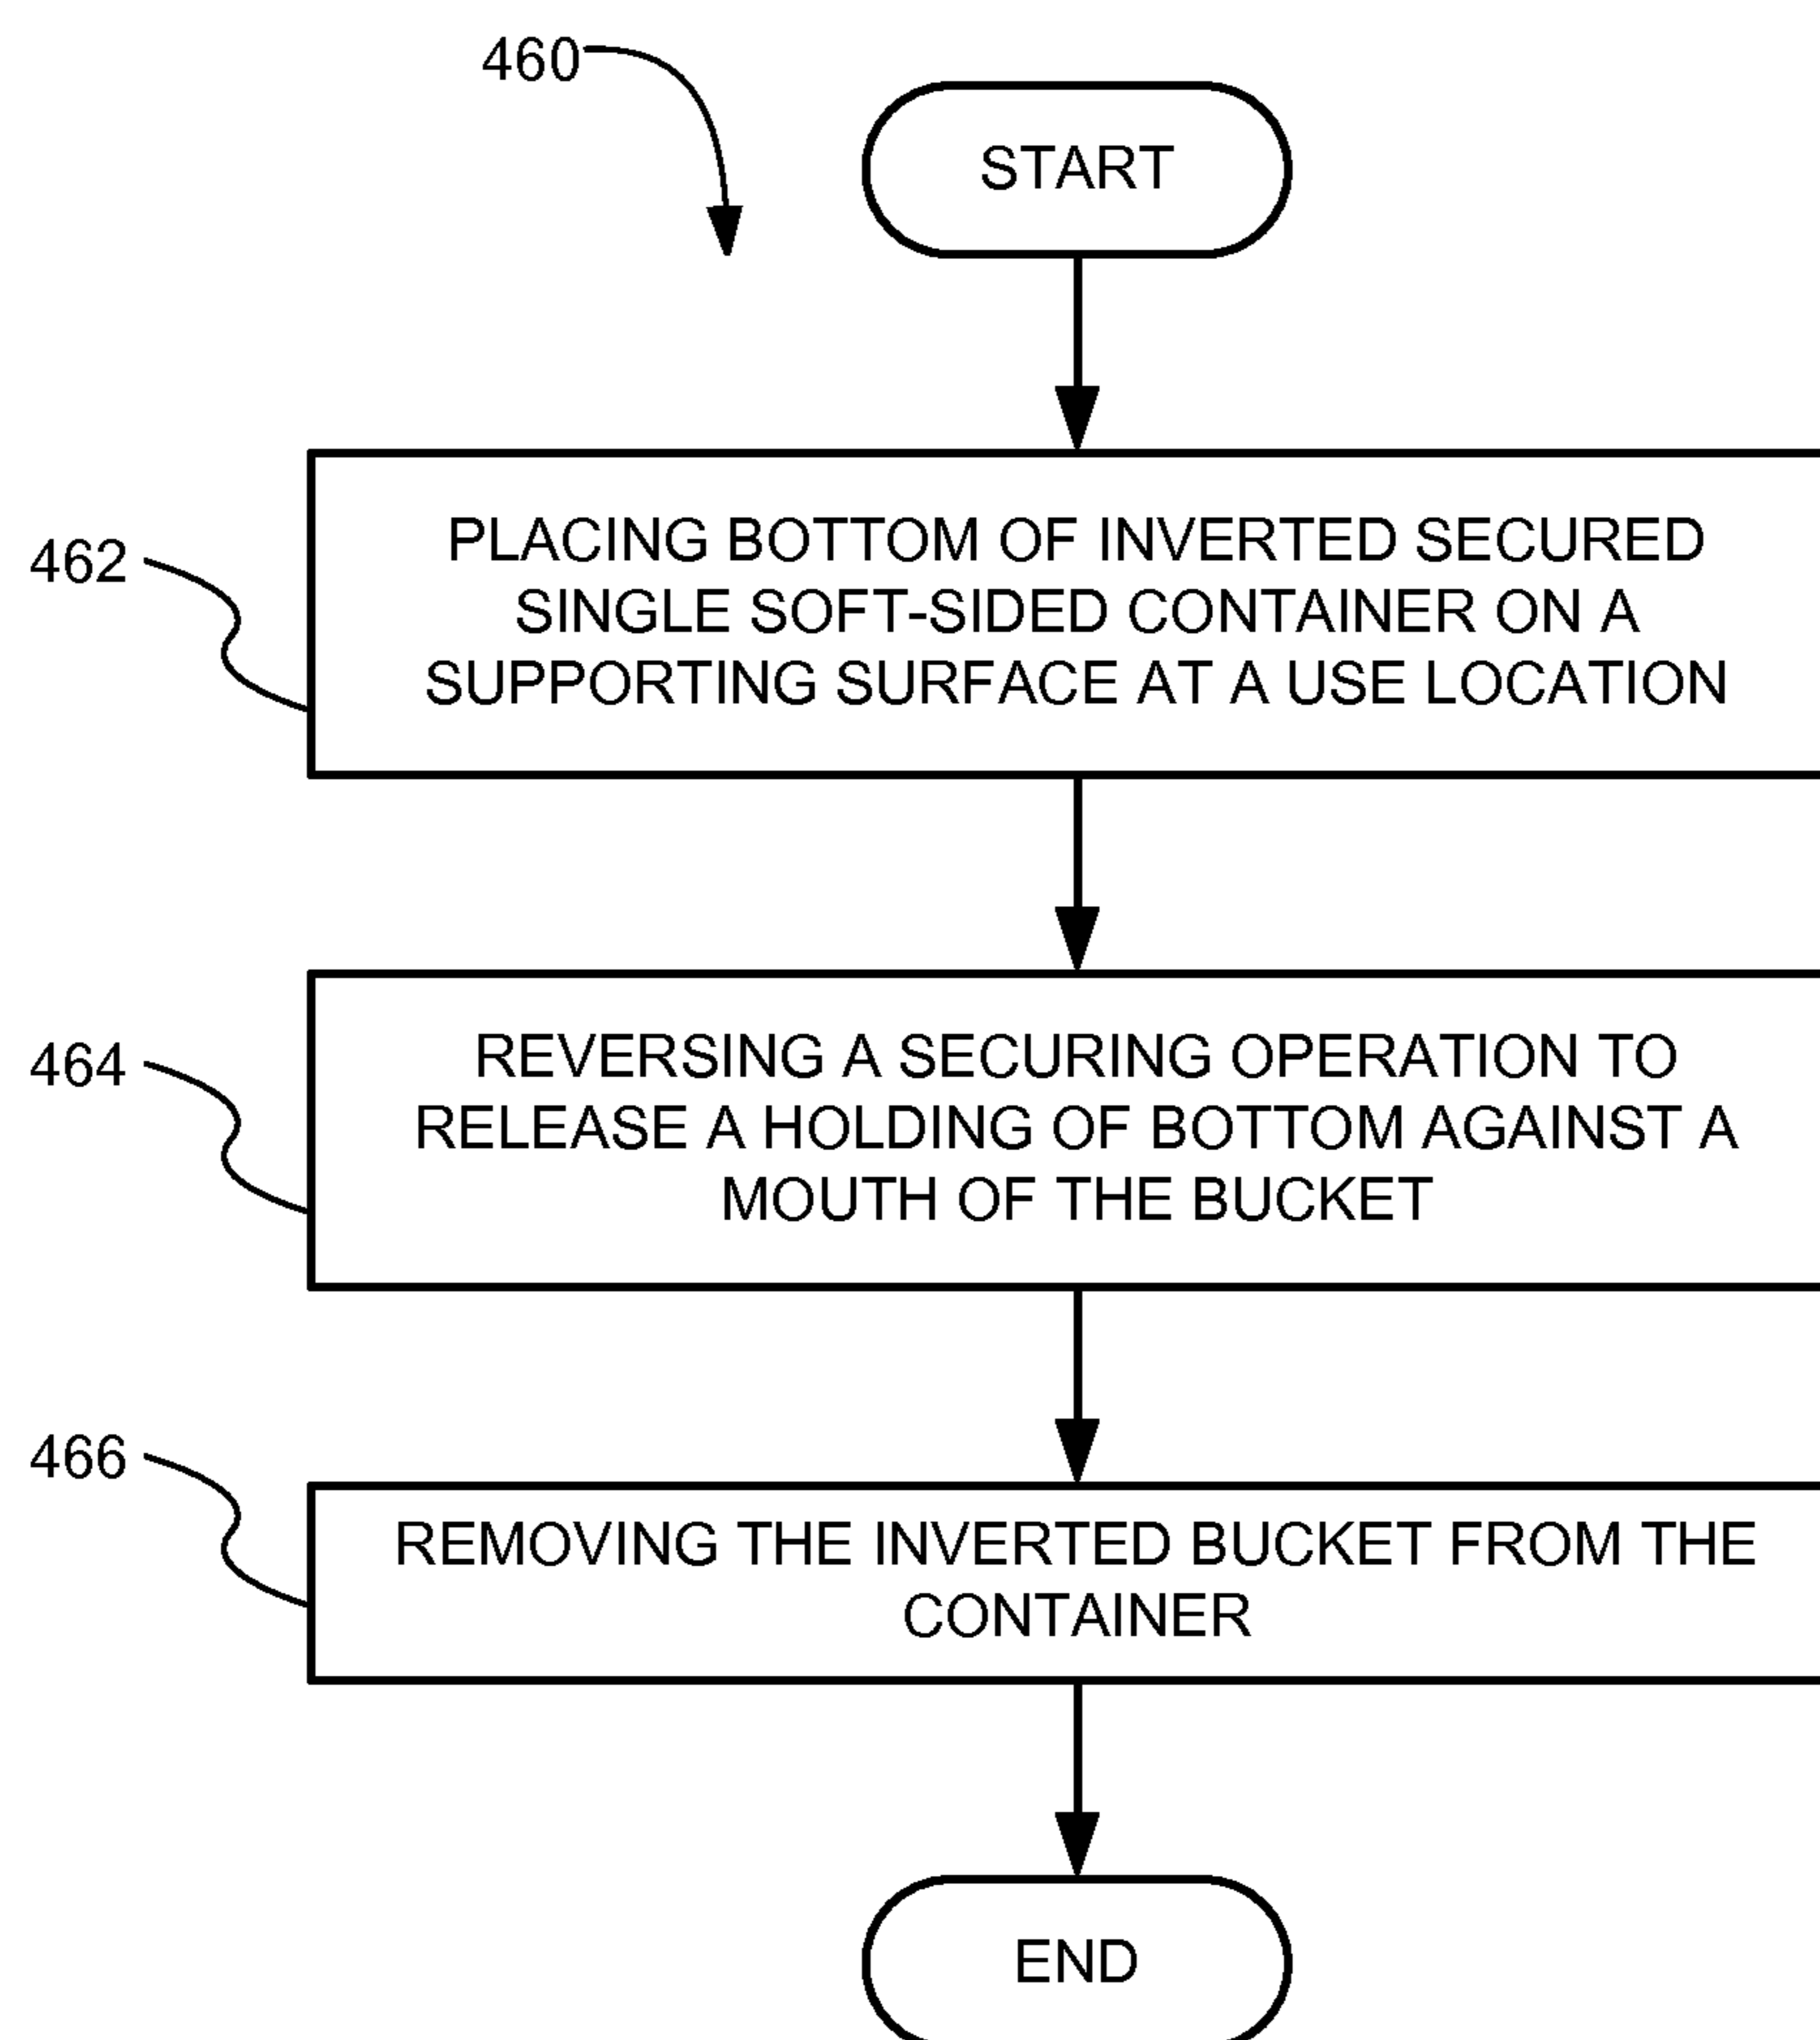 460
START
462
PLACING BOTTOM OF INVERTED SECURED
SINGLE SOFT-SIDED CONTAINER ON A
SUPPORTING SURFACE AT A USE LOCATION
464
REVERSING A SECURING OPERATION TO
RELEASE A HOLDING OF BOTTOM AGAINST A
MOUTH OF THE BUCKET
466
REMOVING THE INVERTED BUCKET FROM THE
CONTAINER
END